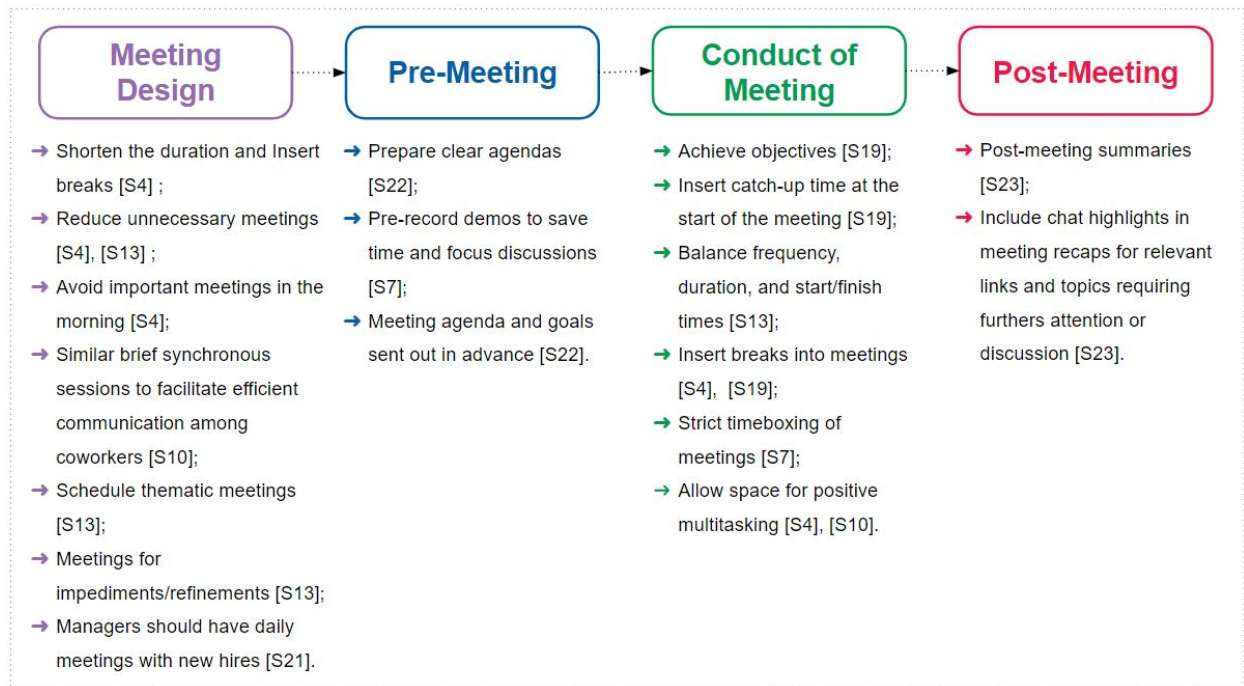 Meeting
Design
Shorten the duration and Insert
breaks [S4] ;
Reduce unnecessary meetings
[S4], [S13] ;
Avoid important meetings in the
morning [S4];
Similar brief synchronous
sessions to facilitate efficient
communication among
coworkers [S10];
Schedule thematic meetings
[S13];
Meetings for
impediments/refinements [S13];
Managers should have daily
meetings with new hires [S21].
Pre-Meeting
Prepare clear agendas
[S22];
Pre-record demos to save
time and focus discussions
[S7];
Meeting agenda and goals
sent out in advance [S22].
Conduct of
Meeting
Achieve objectives [S19];
Insert catch-up time at the
start of the meeting [S19];
Balance frequency,
duration, and start/finish
times [S13];
Insert breaks into meetings
[S4], [S19];
Strict timeboxing of
meetings [S7];
Allow space for positive
multitasking [S4], [S10].
Post-Meeting
Post-meeting summaries
[S23];
Include chat highlights in
meeting recaps for relevant
links and topics requiring
furthers attention or
discussion [S23].